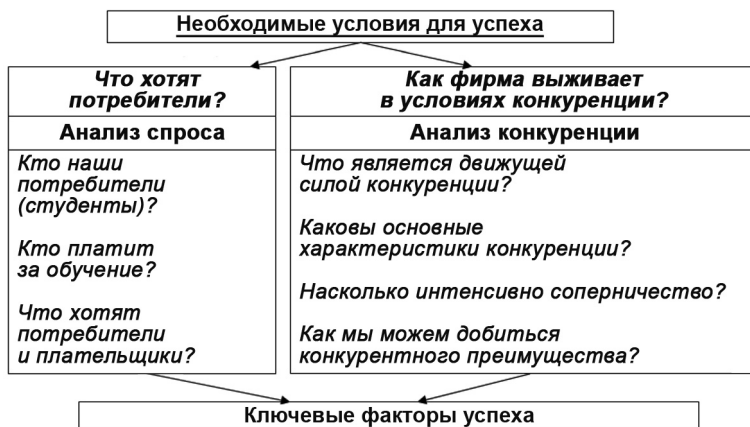 Необходимые условия для успеха
Что хотят
потребители?
Анализ спроса
Кто наши
потребители
(студенты)?
Кто платит
за обучение?
Что хотят
потребители
и плательщики?
Как фирма выживает
в условиях конкуренции?
Анализ конкуренции
Что является движущей
силой конкуренции?
Каковы основные
характеристики конкуренции?
Насколько интенсивно соперничество?
Как мы можем добиться
конкурентного преимущества?
Ключевые факторы успеха